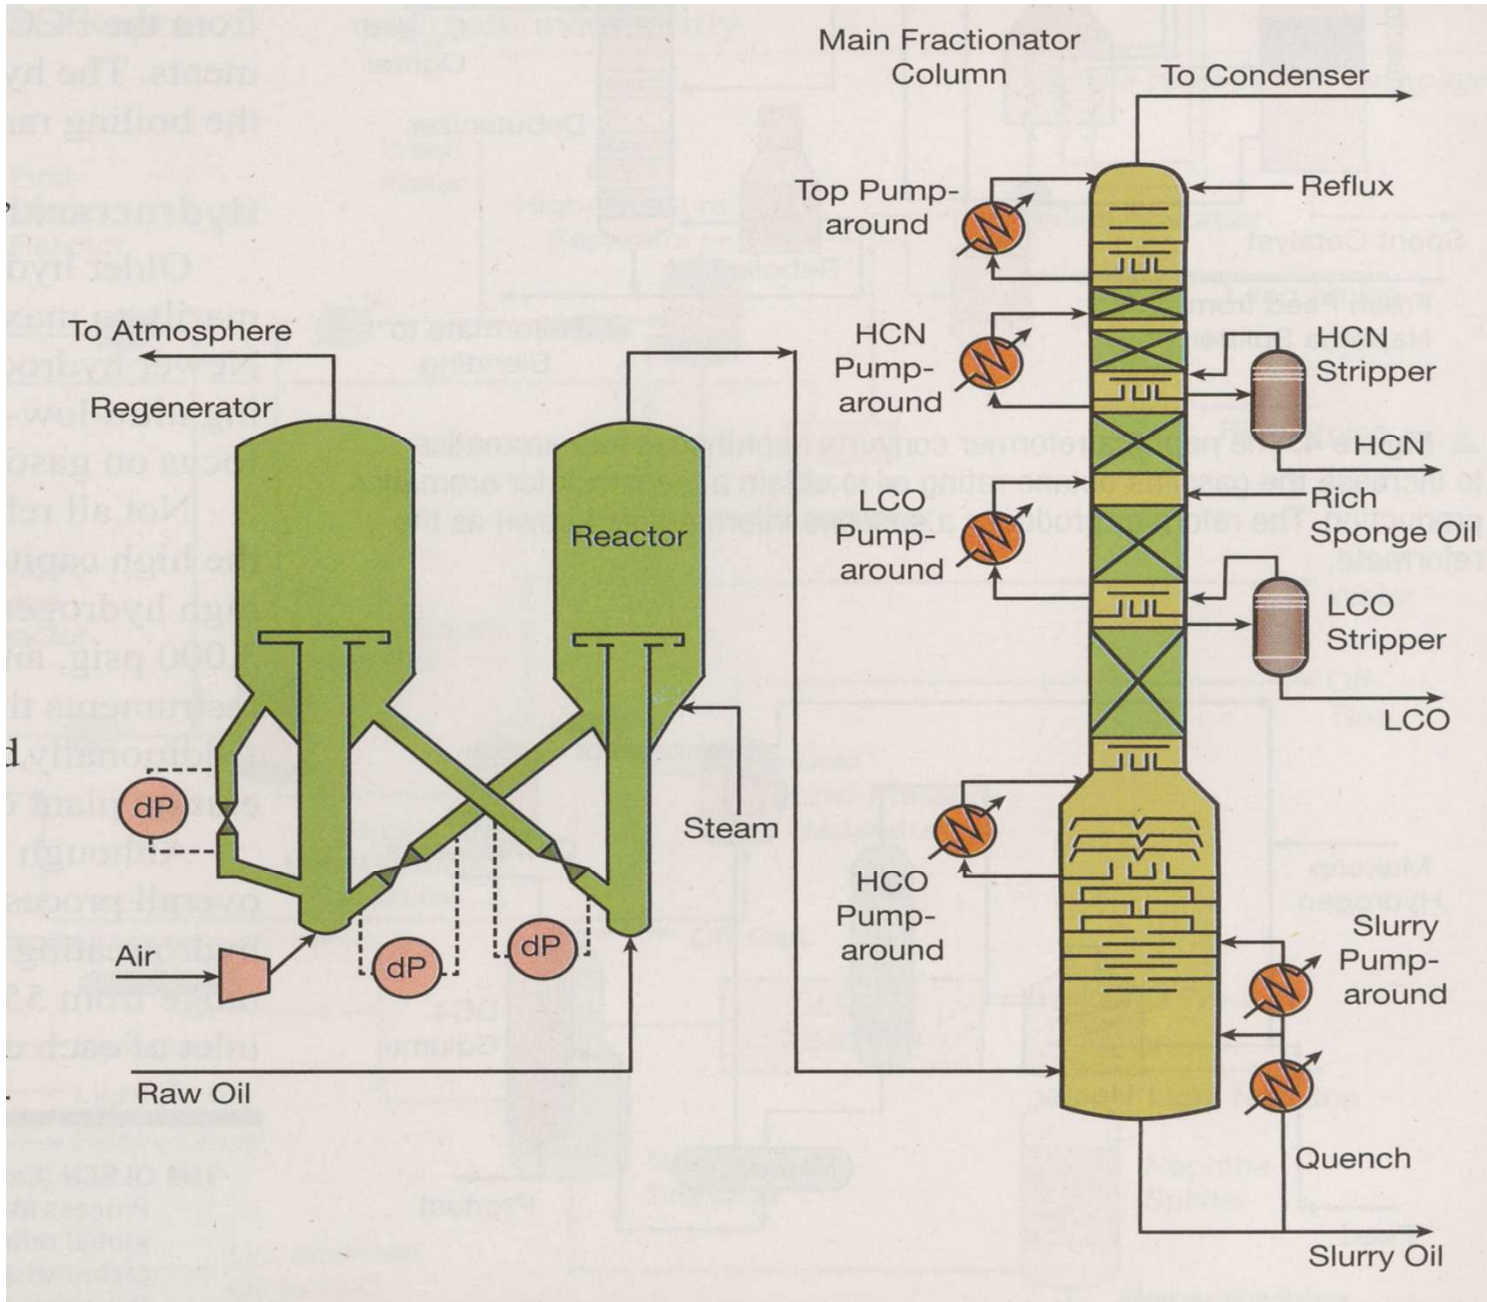 Main Fractionator
Column
To Condenser
Top Pump-
around
Reflux
To Atmosphere
HCN
Pump-
around
HCN
Stripper
Regenerator
HCN
Reactor
LCO
Pump-
around
Rich
Sponge Oil
LCO
Stripper
LCO
dP
Steam
HCO
Pump-
around
Slurry
Pump-
around
Air
dP
dP
Raw Oil
Quench
Slurry Oil